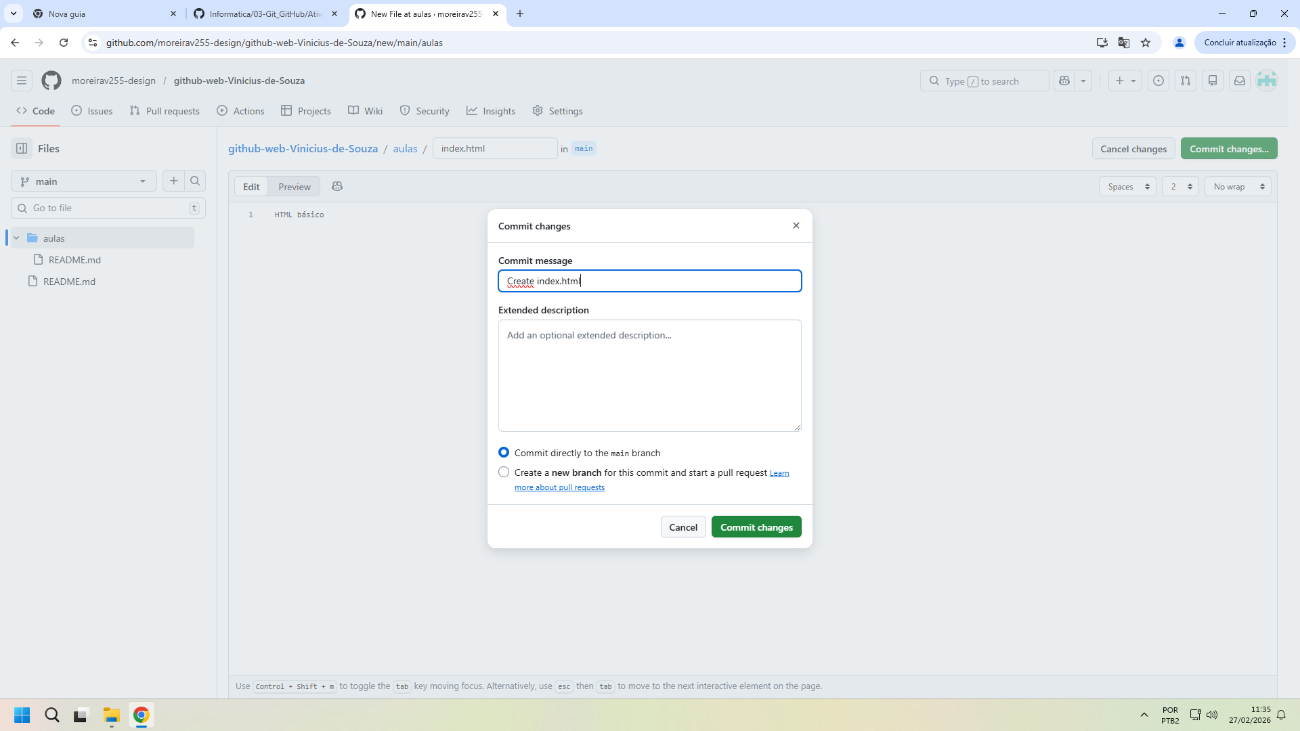 Nova guia
Informatica/03-Git_GitHub/Ativ
New File at aulas · moreirav255-
github.com/moreirav255-design/github-web-Vinicius-de-Souza/new/main/aulas
Concluir atualização
moreirav255-design / github-web-Vinicius-de-Souza
Type / to search
Code
Issues
Pull requests
Actions
Projects
Wiki
Security
Insights
Settings
Files
github-web-Vinicius-de-Souza / aulas / index.html in main
Cancel changes
Commit changes...
main
Edit
Preview
Spaces
2
No wrap
Go to file
t
1 HTML básico
aulas
README.md
README.md
Commit changes
Commit message
Create index.html
Extended description
Add an optional extended description...
Commit directly to the main branch
Create a new branch for this commit and start a pull request Learn
more about pull requests
Cancel
Commit changes
Use Control + Shift + m to toggle the tab key moving focus. Alternatively, use esc then tab to move to the next interactive element on the page.
POR
PTB2
11:35
27/02/2026